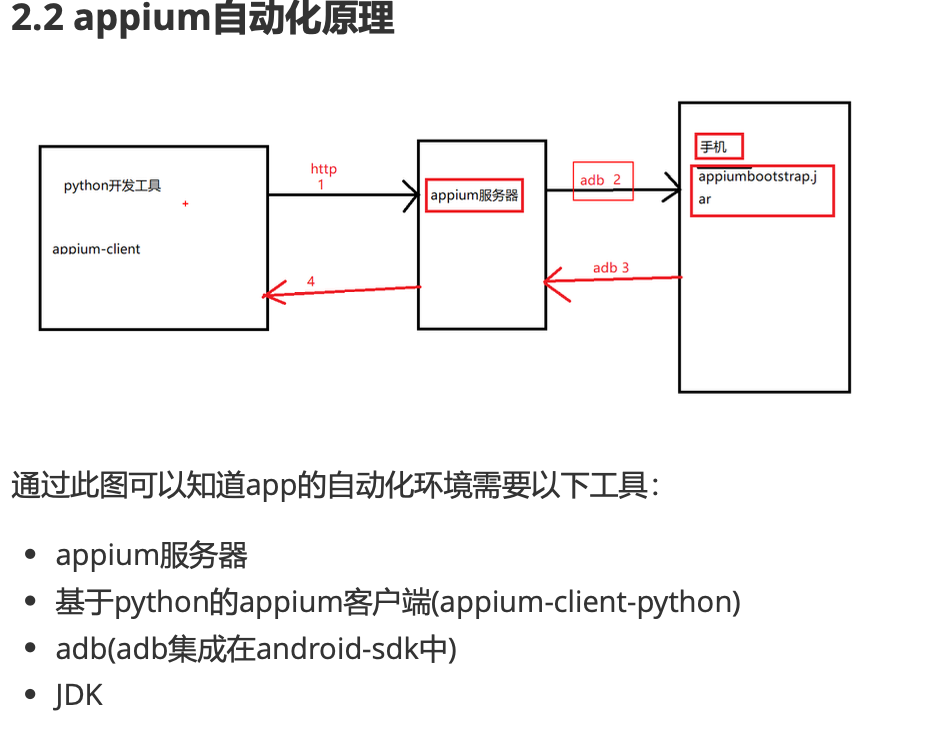 2.2 appium自动化原理
python开发工具
appium-client
http
1
appium服务器
adb 2
手机
appiumbootstrap.j
ar
4
adb 3
通过此图可以知道app的自动化环境需要以下工具：
appium服务器
基于python的appium客户端(appium-client-python)
adb(adb集成在android-sdk中)
JDK